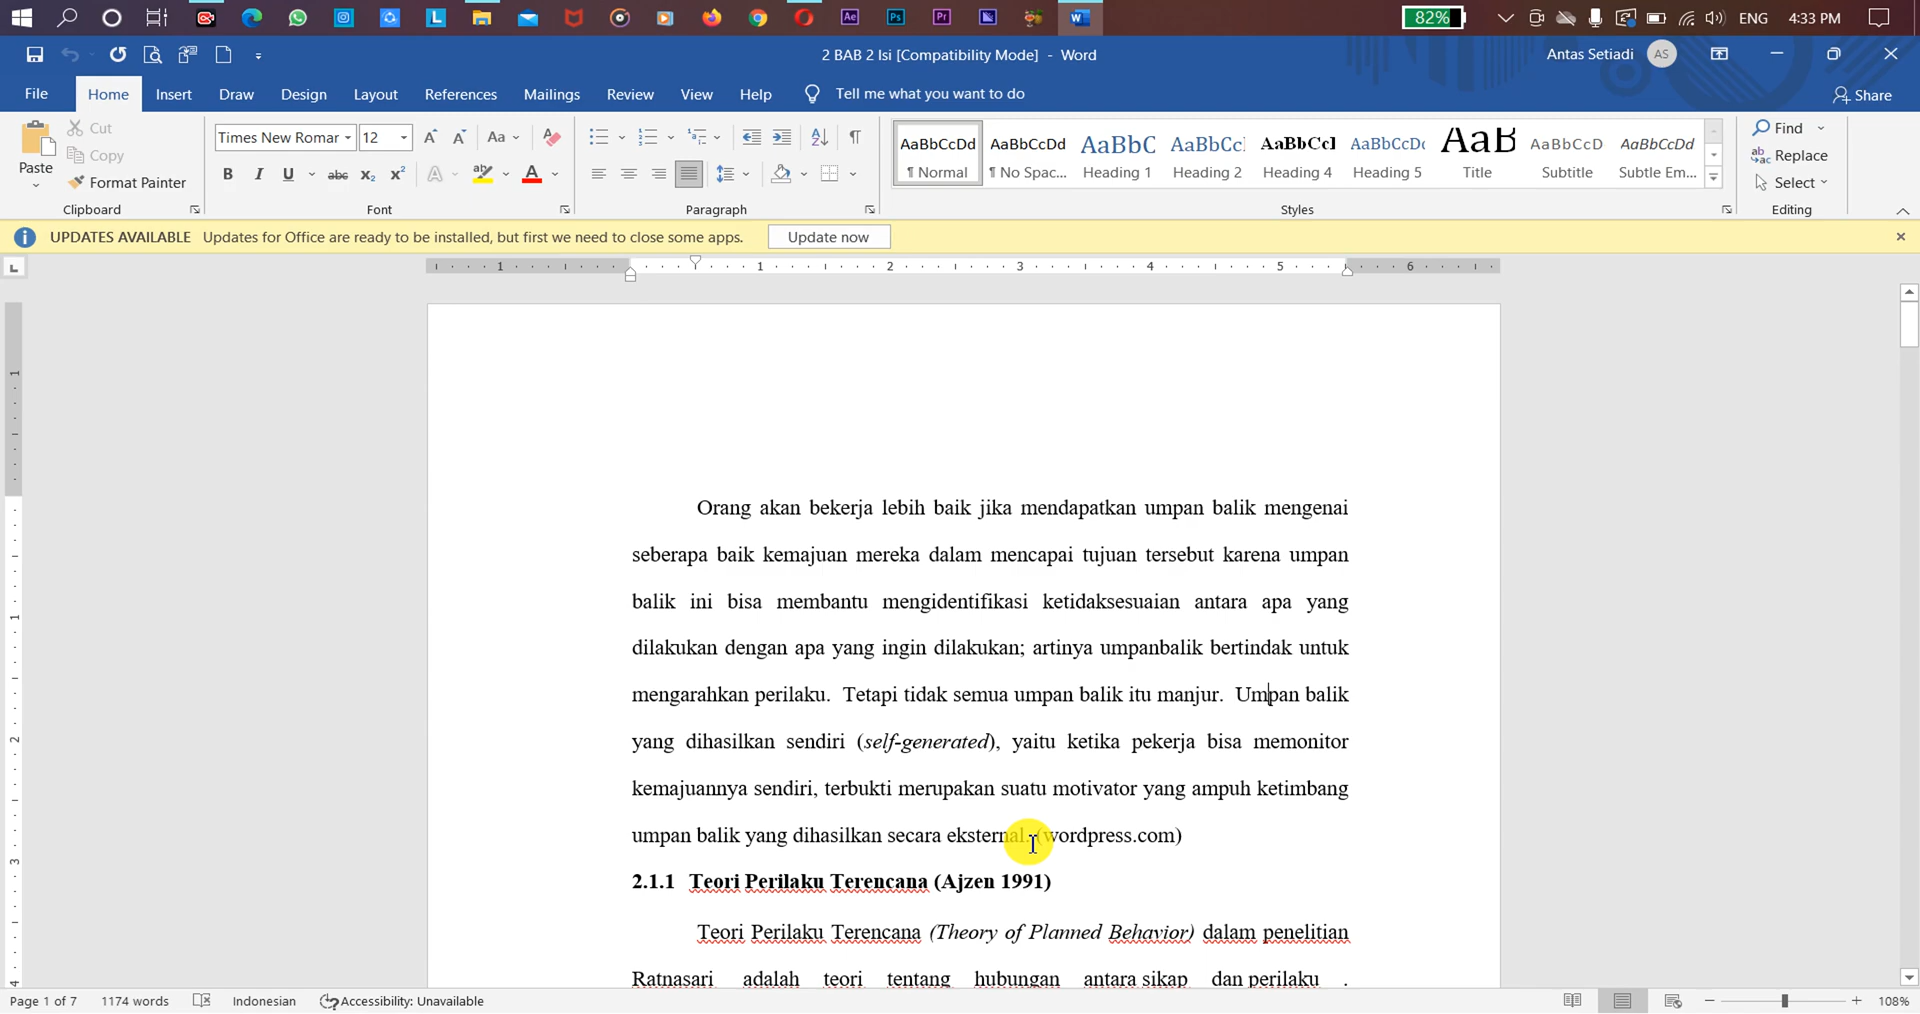 82%
ENG
4:33 PM
2 BAB 2 Isi [Compatibility Mode] - Word
Antas Setiadi
AS
File
Home
Insert
Draw
Design
Layout
References
Mailings
Review
View
Help
Tell me what you want to do
Share
Paste
Cut
Copy
Format Painter
Clipboard
Times New Romar
12
Font
Paragraph
AaBbCcDd
¶ Normal
AaBbCcDd
¶ No Spac...
AaBbC
Heading 1
AaBbCc
Heading 2
AaBbCcI
Heading 4
AaBbCcDc
Heading 5
AaB
Title
AaBbCcD
Subtitle
AaBbCcDd
Subtle Em...
Styles
Find
Replace
Select
Editing
UPDATES AVAILABLE Updates for Office are ready to be installed, but first we need to close some apps.
Update now
1 1 2 3 4 5 6
Orang akan bekerja lebih baik jika mendapatkan umpan balik mengenai
seberapa baik kemajuan mereka dalam mencapai tujuan tersebut karena umpan
balik ini bisa membantu mengidentifikasi ketidaksesuaian antara apa yang
dilakukan dengan apa yang ingin dilakukan; artinya umpanbalik bertindak untuk
mengarahkan perilaku. Tetapi tidak semua umpan balik itu manjur. Umpan balik
yang dihasilkan sendiri (self-generated), yaitu ketika pekerja bisa memonitor
kemajuannya sendiri, terbukti merupakan suatu motivator yang ampuh ketimbang
umpan balik yang dihasilkan secara eksternal. (wordpress.com)
2.1.1 Teori Perilaku Terencana (Ajzen 1991)
Teori Perilaku Terencana (Theory of Planned Behavior) dalam penelitian
Ratnasari adalah teori tentang hubungan antara sikap dan perilaku .
Page 1 of 7
1174 words
Indonesian
Accessibility: Unavailable
108%